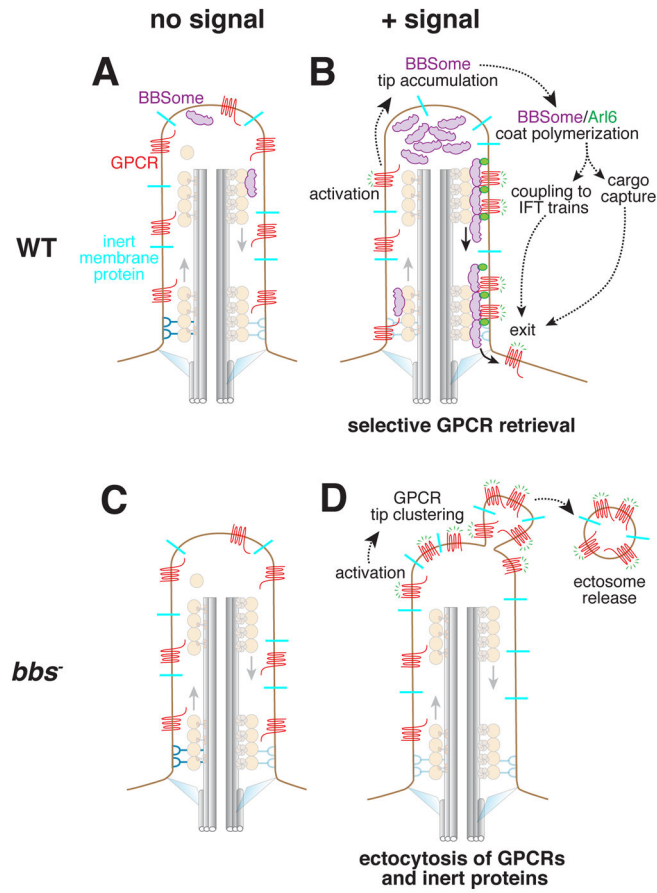 no signal
+ signal
A
B
BBSome
GPCR
inert
membrane
protein
WT
BBSome
tip accumulation
BBSome/Arl6
coat polymerization
activation
coupling to
IFT trains
cargo
capture
exit
selective GPCR retrieval
C
D
GPCR
tip clustering
activation
ectosome
release
bbs-
ectocytosis of GPCRs
and inert proteins